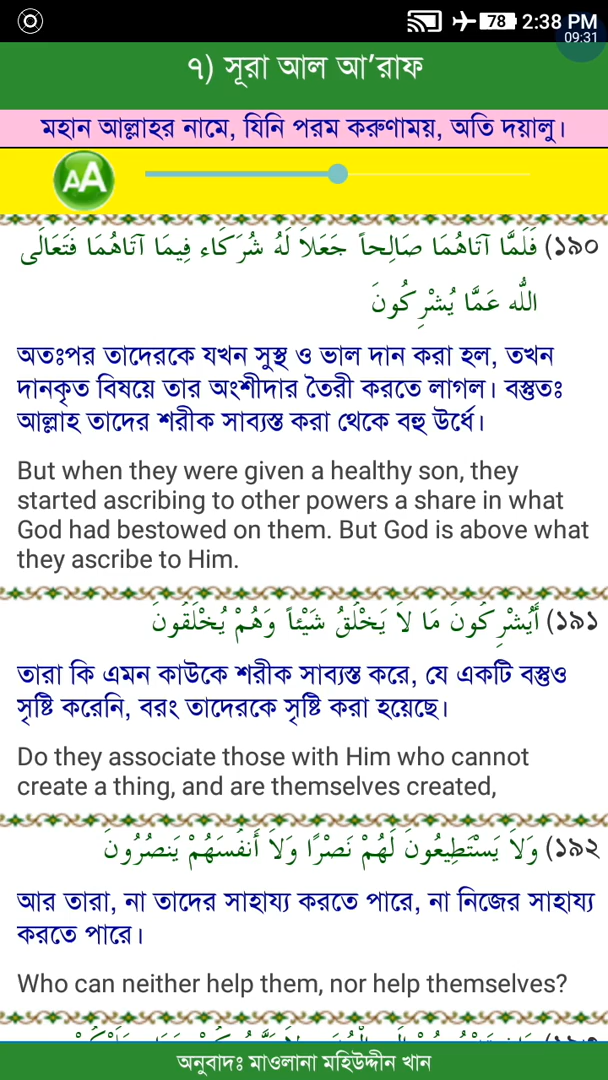 78 2:38 PM
09:31
৭) সূরা আল আ’রাফ
মহান আল্লাহর নামে, যিনি পরম করুণাময়, অতি দয়ালু।
AA
১৯০) فَلَمَّا آتَاهُمَا صَالِحاً جَعَلاَ لَهُ شُرَكَاء فِيمَا آتَاهُمَا فَتَعَالَى
اللّه عَمَّا يُشْرِكُونَ
অতঃপর তাদেরকে যখন সুস্থ ও ভাল দান করা হল, তখন
দানকৃত বিষয়ে তার অংশীদার তৈরী করতে লাগল। বস্তুতঃ
আল্লাহ তাদের শরীক সাব্যস্ত করা থেকে বহু উর্ধে।
But when they were given a healthy son, they
started ascribing to other powers a share in what
God had bestowed on them. But God is above what
they ascribe to Him.
১৯১) أَيُشْرِكُونَ مَا لاَ يَخْلُقُ شَيْئاً وَهُمْ يُخْلَقُونَ
তারা কি এমন কাউকে শরীক সাব্যস্ত করে, যে একটি বস্তুও
সৃষ্টি করেনি, বরং তাদেরকে সৃষ্টি করা হয়েছে।
Do they associate those with Him who cannot
create a thing, and are themselves created,
১৯২) وَلاَ يَسْتَطِيعُونَ لَهُمْ نَصْرًا وَلاَ أَنفُسَهُمْ يَنصُرُونَ
আর তারা, না তাদের সাহায্য করতে পারে, না নিজের সাহায্য
করতে পারে।
Who can neither help them, nor help themselves?
অনুবাদঃ মাওলানা মহিউদ্দীন খান